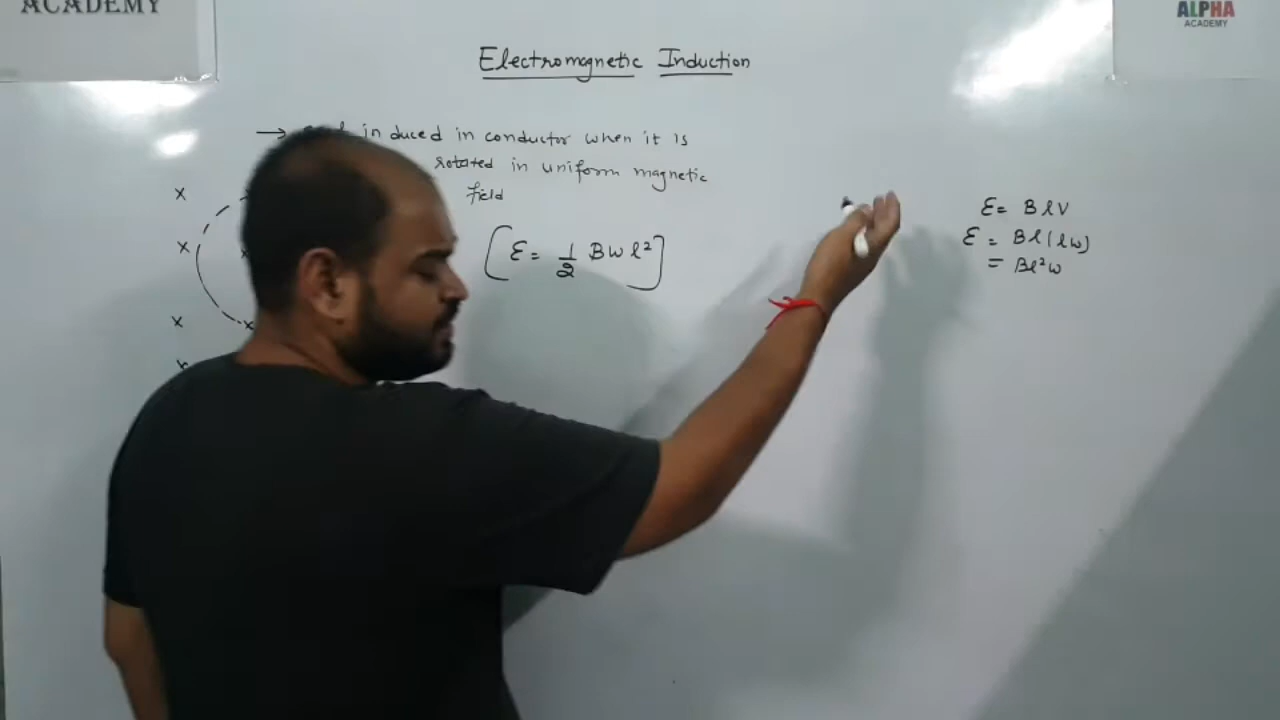 ACADEMY
ALPHA
ACADEMY
Electromagnetic Induction
→ induced in conductor when it is
rotated in uniform magnetic
field
ε = 1/2 B w l²
ε = B l V
ε = B l (l w)
= B l² w
x
x
x
x